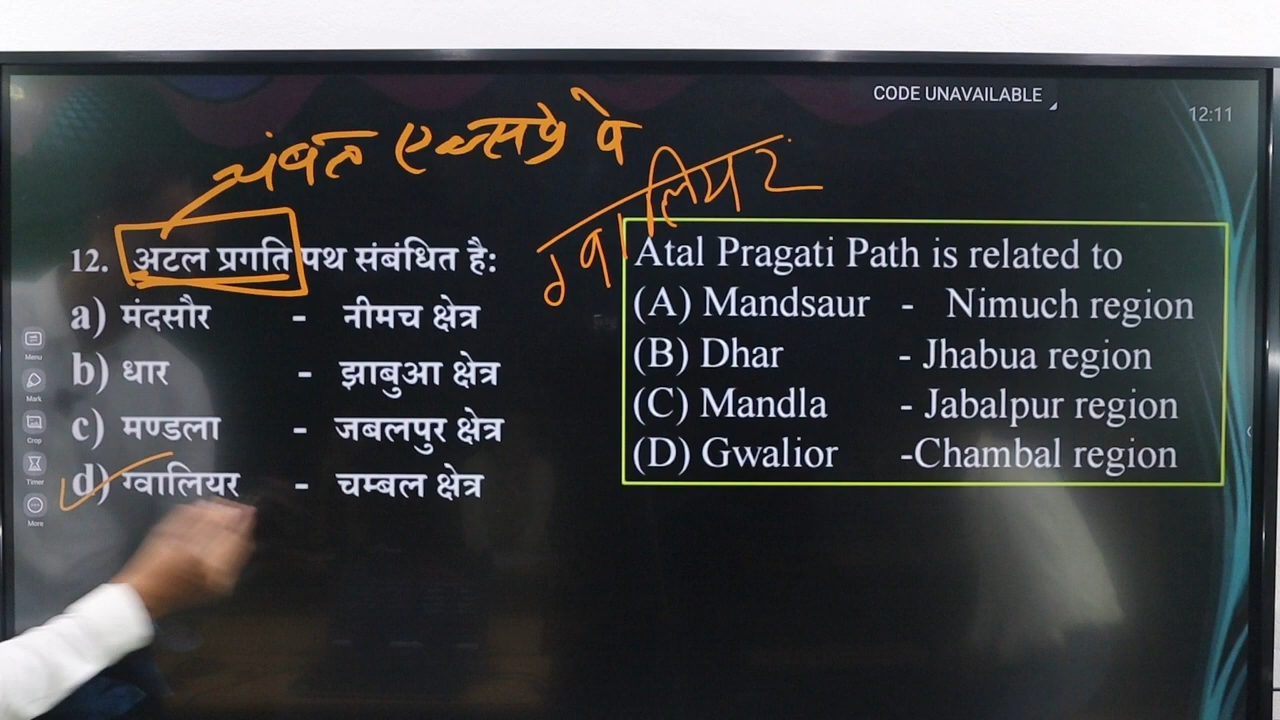 CODE UNAVAILABLE
12:11
चंबल एक्सप्रे वे
ग्वालियर
12. अटल प्रगति पथ संबंधित है:
a) मंदसौर - नीमच क्षेत्र
b) धार - झाबुआ क्षेत्र
c) मण्डला - जबलपुर क्षेत्र
d) ग्वालियर - चम्बल क्षेत्र
Atal Pragati Path is related to
(A) Mandsaur - Nimuch region
(B) Dhar - Jhabua region
(C) Mandla - Jabalpur region
(D) Gwalior -Chambal region
Menu
Mark
Crop
Timer
More